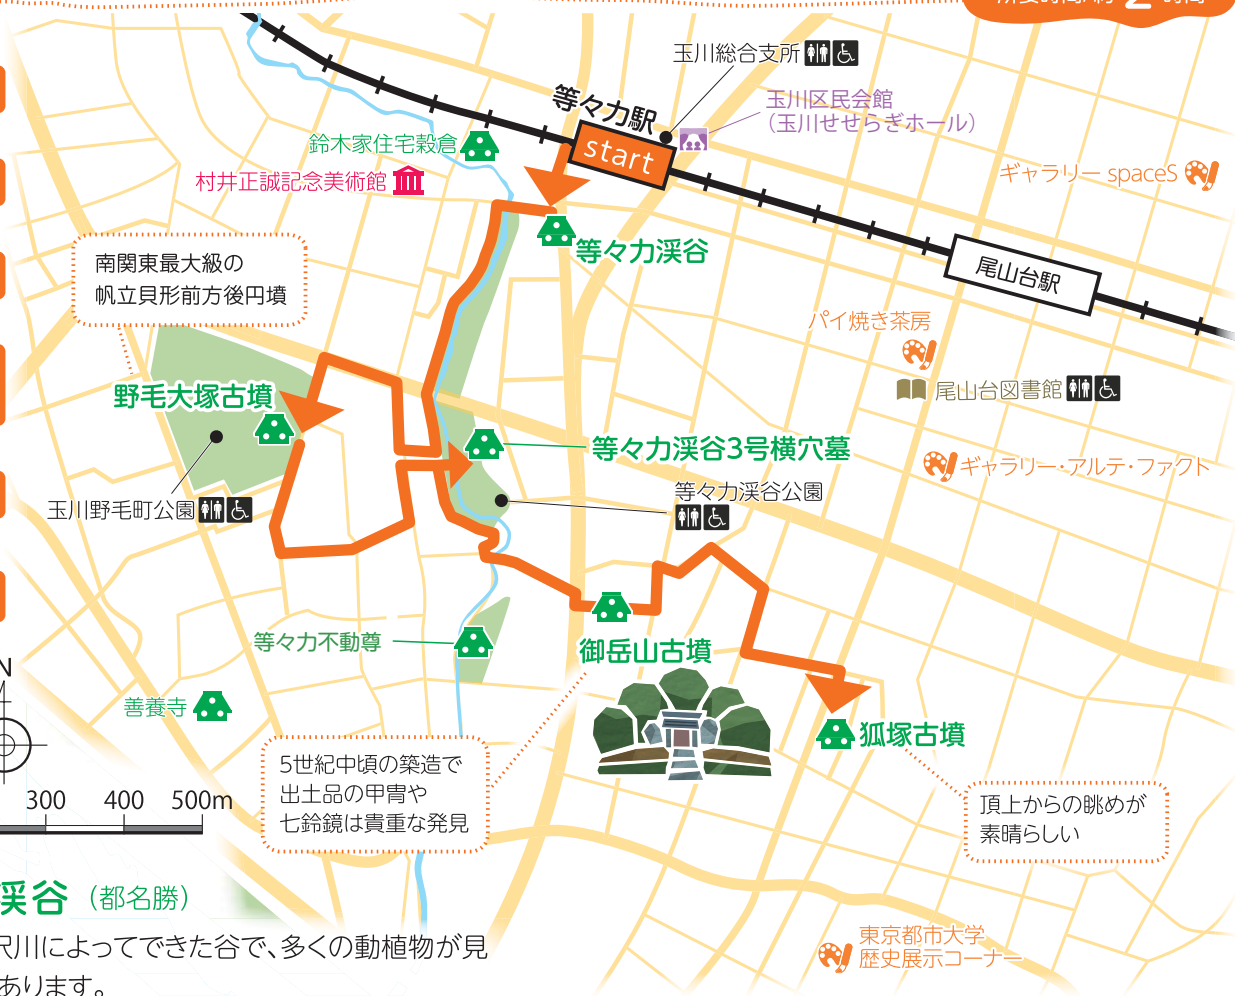 2
玉川総合支所
等々力駅
start
玉川区民会館
（玉川せせらぎホール）
鈴木家住宅穀倉
村井正誠記念美術館
ギャラリー spaceS
等々力渓谷
尾山台駅
南関東最大級の
帆立貝形前方後円墳
パイ焼き茶房
尾山台図書館
野毛大塚古墳
等々力渓谷3号横穴墓
ギャラリー・アルテ・ファクト
玉川野毛町公園
等々力渓谷公園
等々力不動尊
御岳山古墳
善養寺
狐塚古墳
N
5世紀中頃の築造で
出土品の甲冑や
七鈴鏡は貴重な発見
頂上からの眺めが
素晴らしい
300 400 500m
渓谷（都名勝）
沢川によってできた谷で、多くの動植物が見
あります。
東京都市大学
歴史展示コーナー